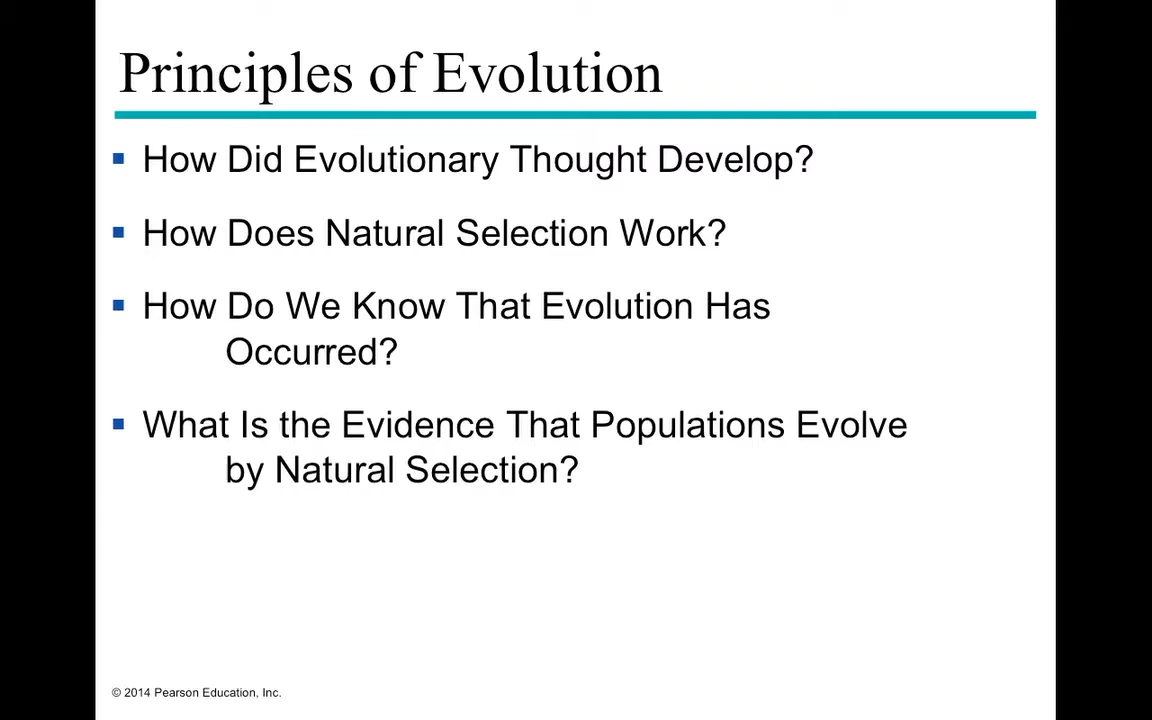 Principles of Evolution
▪ How Did Evolutionary Thought Develop?
▪ How Does Natural Selection Work?
▪ How Do We Know That Evolution Has
Occurred?
▪ What Is the Evidence That Populations Evolve
by Natural Selection?
© 2014 Pearson Education, Inc.